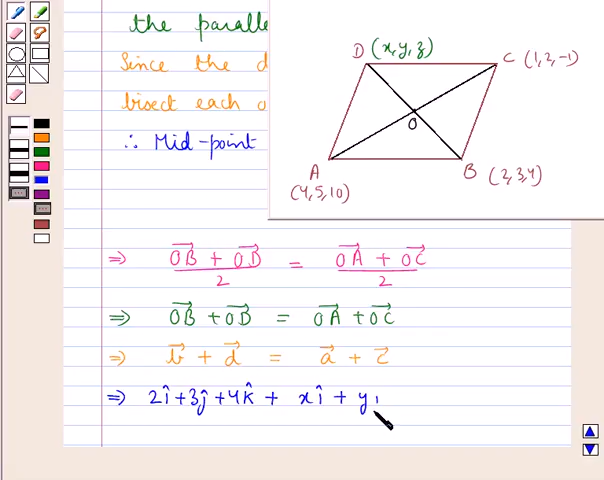 the paralle
Since the d
bisect each o
∴ Mid-point
D (x, y, z)
C (1, 2, -1)
O
A
(4, 5, 10)
B (2, 3, 4)
⇒ (OB⃗ + OD⃗)/2 = (OA⃗ + OC⃗)/2
⇒ OB⃗ + OD⃗ = OA⃗ + OC⃗
⇒ b⃗ + d⃗ = a⃗ + c⃗
⇒ 2î + 3ĵ + 4k̂ + xî + y